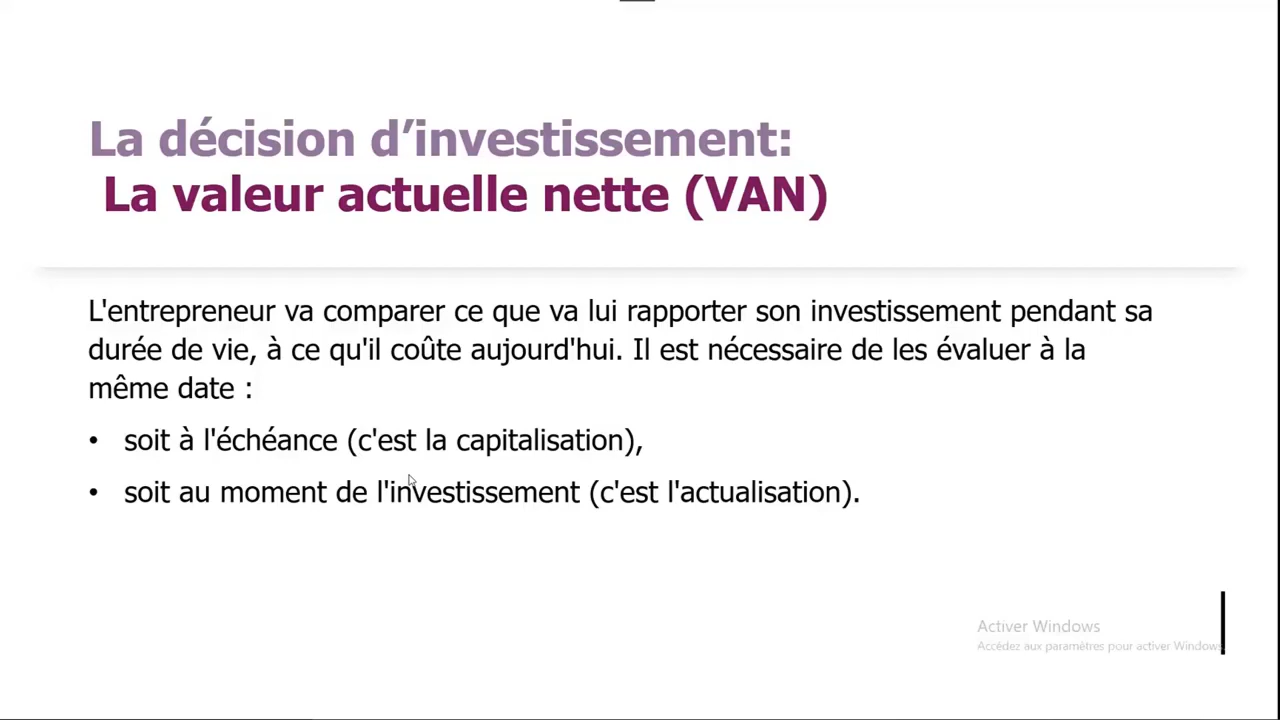 La décision d’investissement:
La valeur actuelle nette (VAN)
L'entrepreneur va comparer ce que va lui rapporter son investissement pendant sa
durée de vie, à ce qu'il coûte aujourd'hui. Il est nécessaire de les évaluer à la
même date :
• soit à l'échéance (c'est la capitalisation),
• soit au moment de l'investissement (c'est l'actualisation).
Activer Windows
Accédez aux paramètres pour activer Windows.